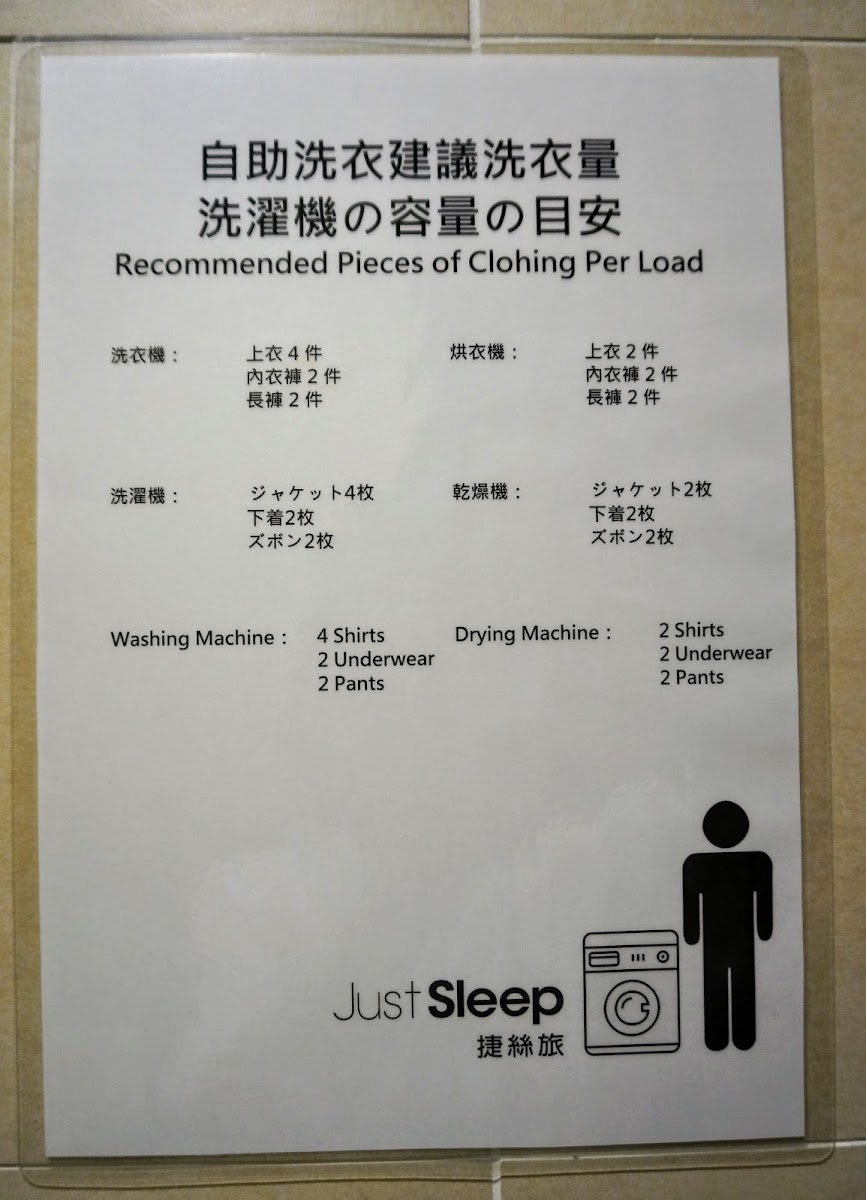 自助洗衣建議洗衣量
洗濯機の容量の目安
Recommended Pieces of Clohing Per Load
洗衣機：
上衣 4 件
內衣褲 2 件
長褲 2 件
烘衣機：
上衣 2 件
內衣褲 2 件
長褲 2 件
洗濯機：
ジャケット4枚
下着2枚
ズボン2枚
乾燥機：
ジャケット2枚
下着2枚
ズボン2枚
Washing Machine：
4 Shirts
2 Underwear
2 Pants
Drying Machine：
2 Shirts
2 Underwear
2 Pants
Just Sleep
捷絲旅